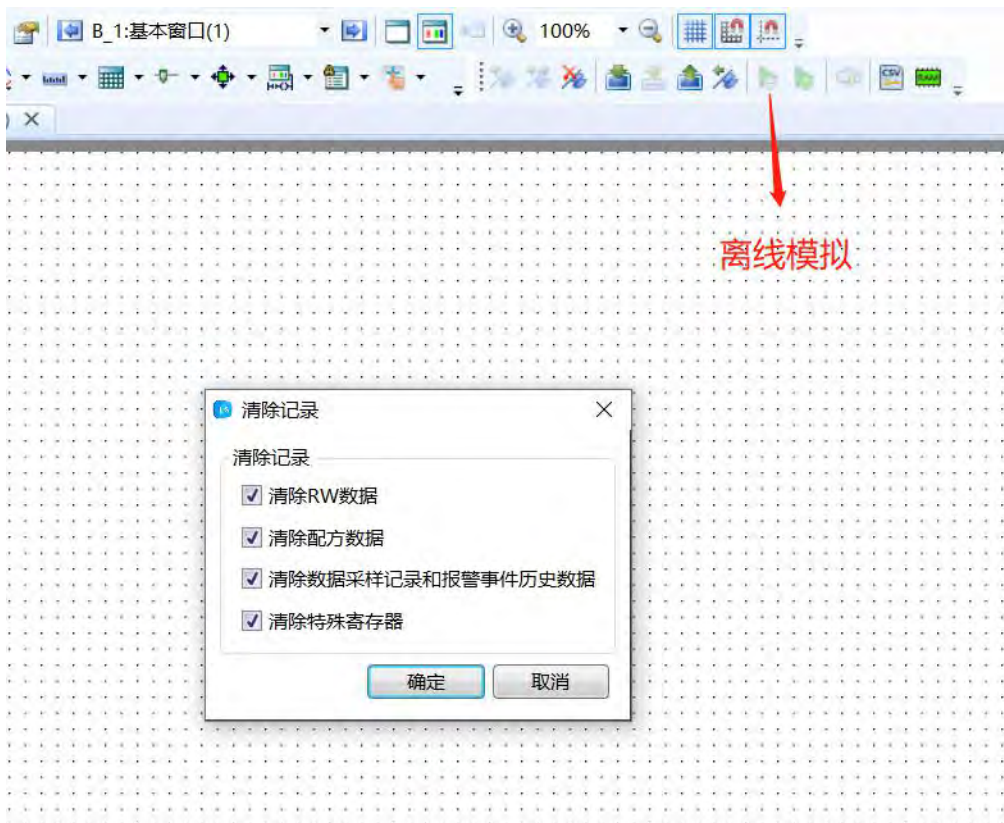 B_1:基本窗口(1)
100%
CSV
离线模拟
清除记录
清除记录
清除RW数据
清除配方数据
清除数据采样记录和报警事件历史数据
清除特殊寄存器
确定
取消